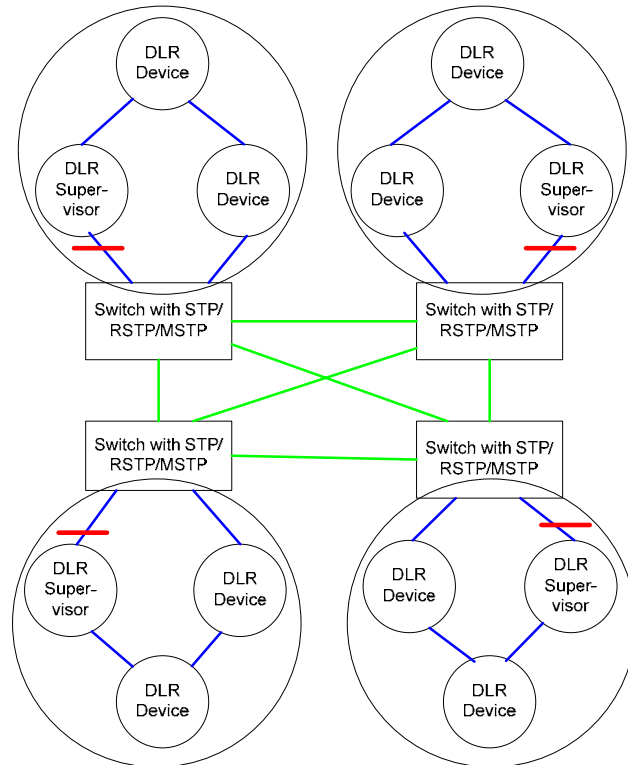 DLR
Device
DLR
Device
DLR
Super-
visor
DLR
Device
DLR
Device
DLR
Super-
visor
Switch with STP/
RSTP/MSTP
Switch with STP/
RSTP/MSTP
Switch with STP/
RSTP/MSTP
Switch with STP/
RSTP/MSTP
DLR
Super-
visor
DLR
Device
DLR
Device
DLR
Super-
visor
DLR
Device
DLR
Device